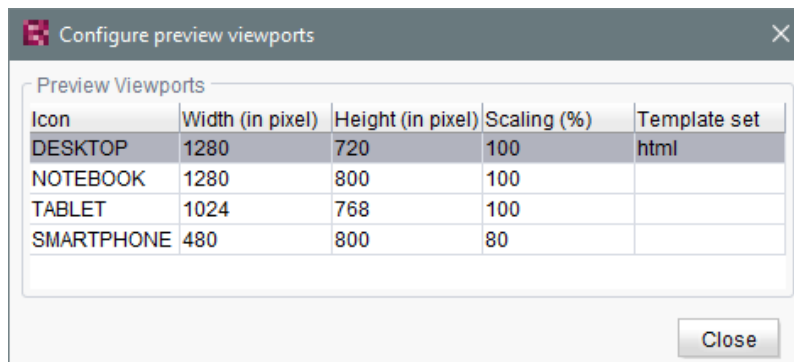 Configure preview viewports
Preview Viewports
Icon Width (in pixel) Height (in pixel) Scaling (%) Template set
DESKTOP 1280 720 100 html
NOTEBOOK 1280 800 100
TABLET 1024 768 100
SMARTPHONE 480 800 80
Close